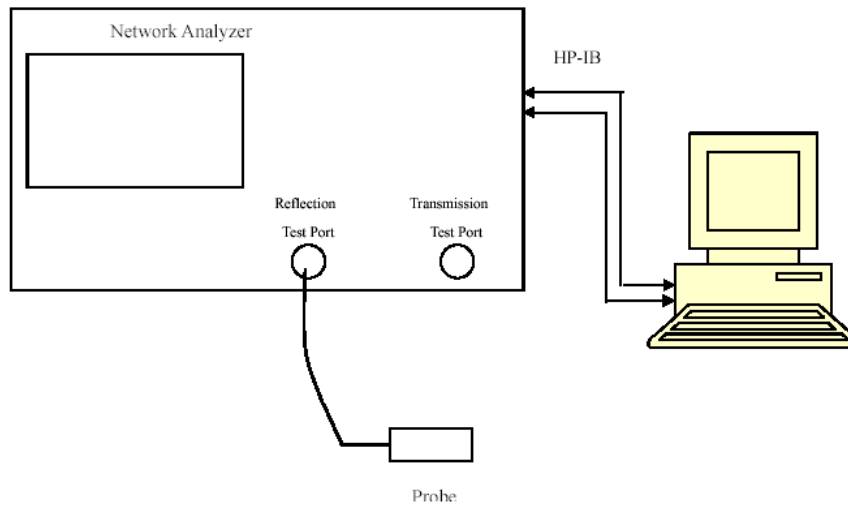 Network Analyzer
HP-IB
Reflection
Test Port
Transmission
Test Port
Probe